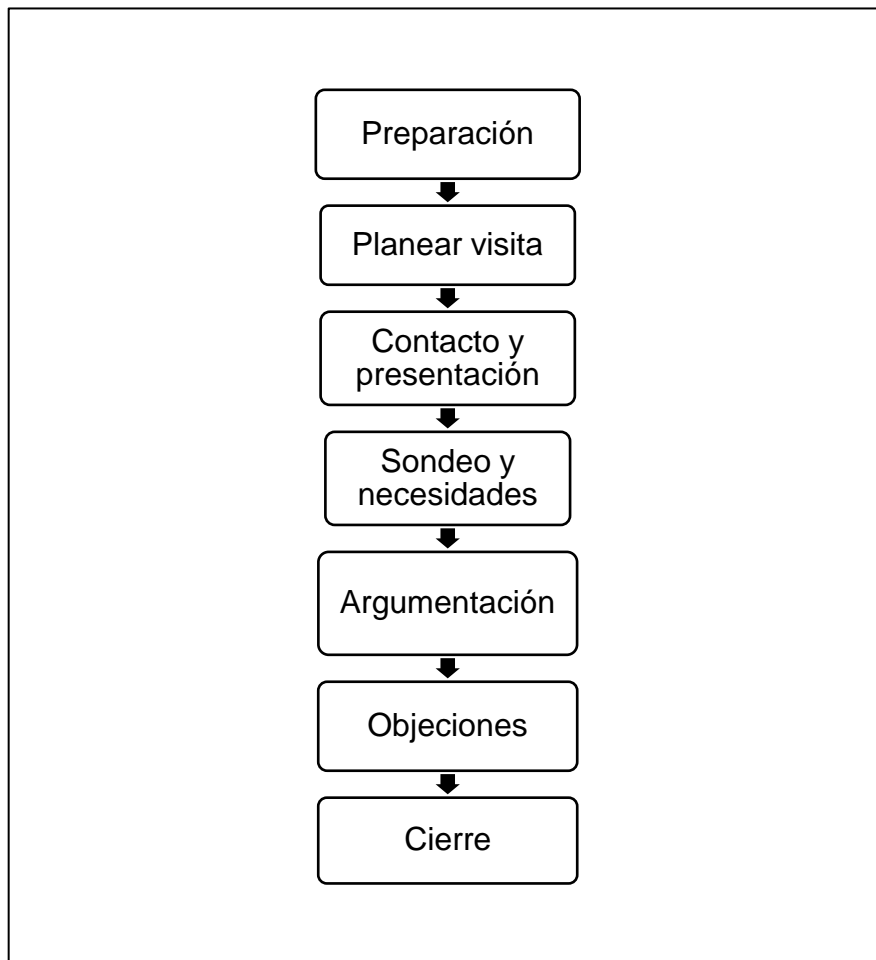 Preparación
Planear visita
Contacto y
presentación
Sondeo y
necesidades
Argumentación
Objeciones
Cierre